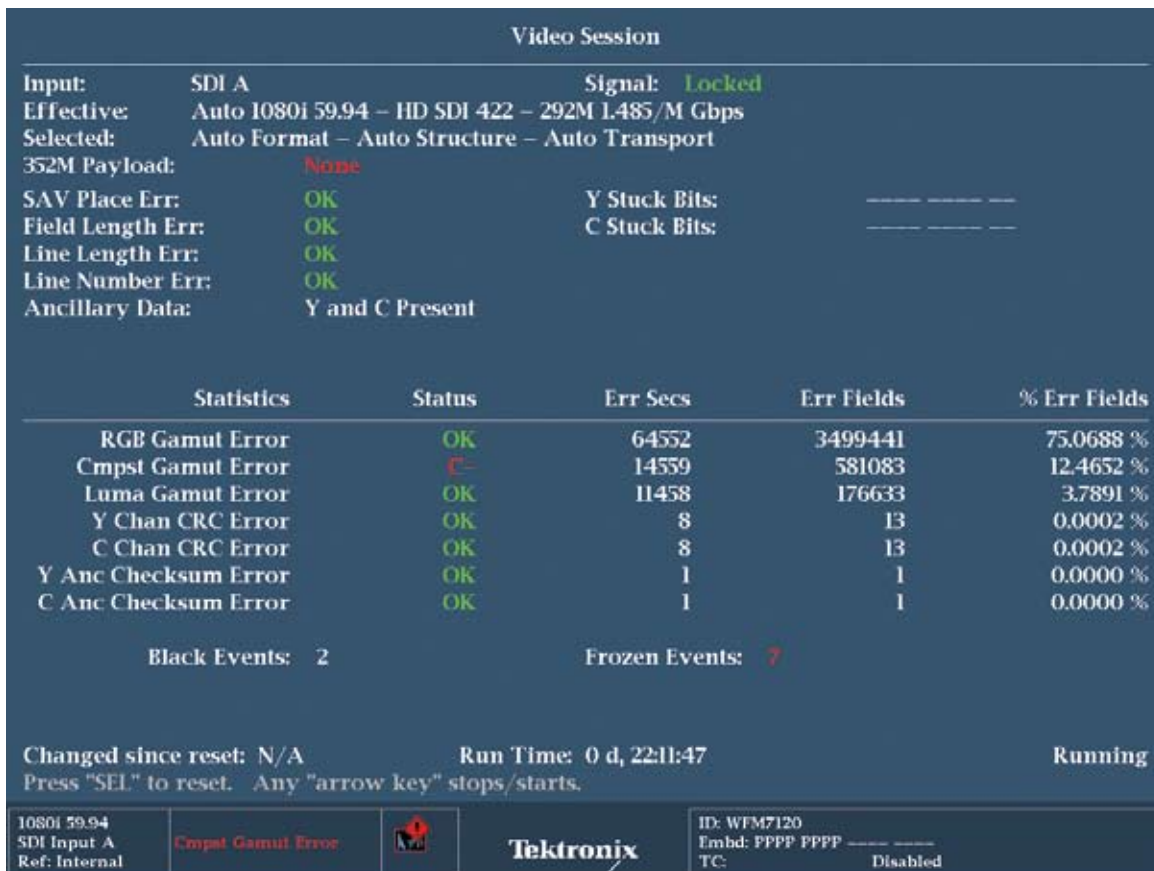 Video Session
Input: SDI A Signal: Locked
Effective: Auto 1080i 59.94 – HD SDI 422 – 292M 1.485/M Gbps
Selected: Auto Format – Auto Structure – Auto Transport
352M Payload: None
SAV Place Err: OK Y Stuck Bits: ---- ---- --
Field Length Err: OK C Stuck Bits: ---- ---- --
Line Length Err: OK
Line Number Err: OK
Ancillary Data: Y and C Present
Statistics Status Err Secs Err Fields % Err Fields
RGB Gamut Error OK 64552 3499441 75.0688 %
Cmpst Gamut Error C- 14559 581083 12.4652 %
Luma Gamut Error OK 11458 176633 3.7891 %
Y Chan CRC Error OK 8 13 0.0002 %
C Chan CRC Error OK 8 13 0.0002 %
Y Anc Checksum Error OK 1 1 0.0000 %
C Anc Checksum Error OK 1 1 0.0000 %
Black Events: 2 Frozen Events: 7
Changed since reset: N/A Run Time: 0 d, 22:11:47 Running
Press "SEL" to reset. Any "arrow key" stops/starts.
1080i 59.94
SDI Input A
Ref: Internal
Cmpst Gamut Error
Tektronix
ID: WFM7120
Embd: PPPP PPPP ---- ----
TC: Disabled